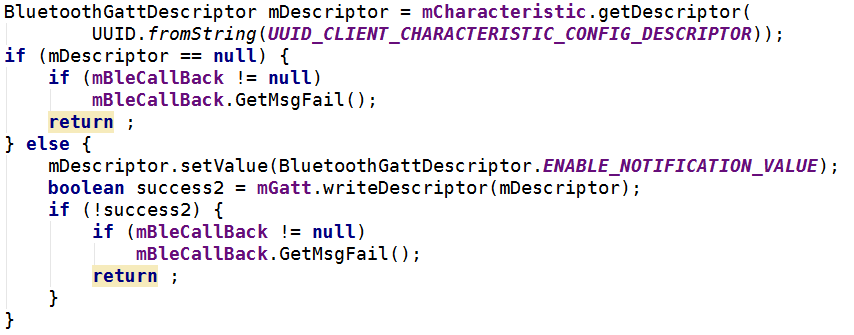 BluetoothGattDescriptor mDescriptor = mCharacteristic.getDescriptor(
        UUID.fromString(UUID_CLIENT_CHARACTERISTIC_CONFIG_DESCRIPTOR));
if (mDescriptor == null) {
    if (mBleCallBack != null)
        mBleCallBack.GetMsgFail();
    return ;
} else {
    mDescriptor.setValue(BluetoothGattDescriptor.ENABLE_NOTIFICATION_VALUE);
    boolean success2 = mGatt.writeDescriptor(mDescriptor);
    if (!success2) {
        if (mBleCallBack != null)
            mBleCallBack.GetMsgFail();
        return ;
    }
}